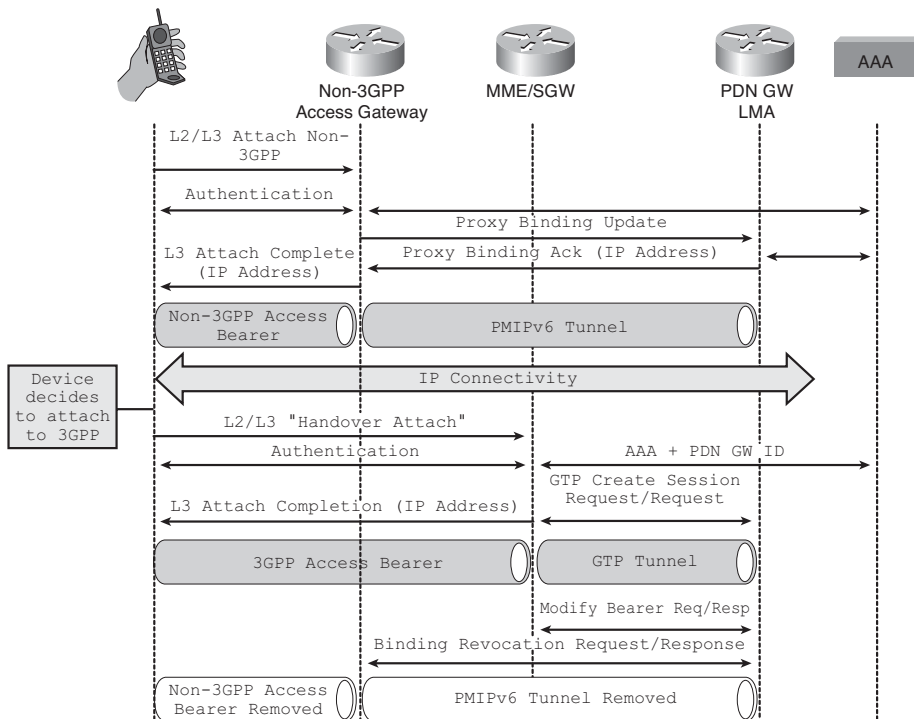 AAA
Non-3GPP
Access Gateway
MME/SGW
PDN GW
LMA
L2/L3 Attach Non-
3GPP
Authentication
Proxy Binding Update
L3 Attach Complete
(IP Address)
Proxy Binding Ack (IP Address)
Non-3GPP Access
Bearer
PMIPv6 Tunnel
IP Connectivity
Device
decides
to attach
to 3GPP
L2/L3 "Handover Attach"
Authentication
AAA + PDN GW ID
GTP Create Session
Request/Request
L3 Attach Completion (IP Address)
3GPP Access Bearer
GTP Tunnel
Modify Bearer Req/Resp
Binding Revocation Request/Response
Non-3GPP Access
Bearer Removed
PMIPv6 Tunnel Removed